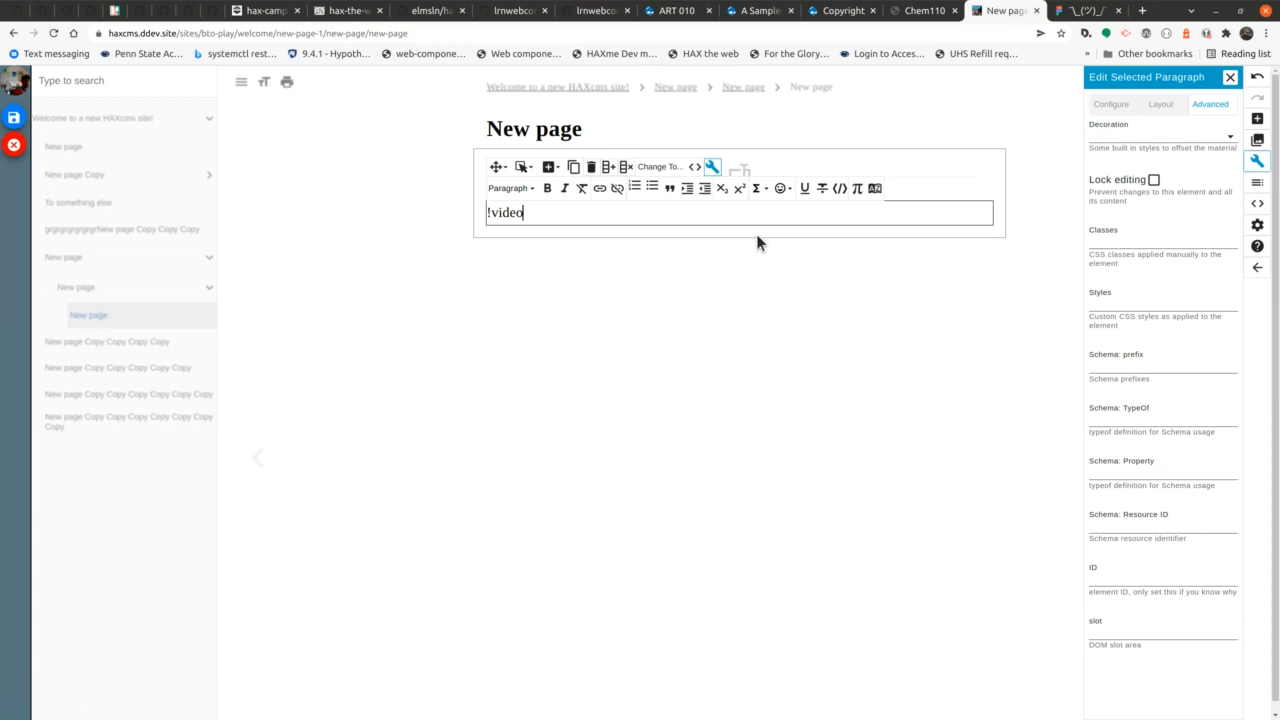 hax-camp
hax-the-w
elmsln/ha
lrnwebco
lrnwebco
ART 010
A Sample
Copyright
Chem110
New pag
haxcms.ddev.site/sites/bto-play/welcome/new-page-1/new-page/new-page
Text messaging
Penn State Ac...
systemctl rest...
9.4.1 - Hypoth...
web-compone...
Web compone...
HAXme Dev m...
HAX the web
For the Glory...
Login to Acces...
UHS Refill req...
»
Other bookmarks
Reading list
Type to search
Welcome to a new HAXcms site!
New page
New page Copy
To something else
grgrgrgrgrgrNew page Copy Copy Copy
New page
New page
New page
New page Copy Copy Copy Copy
New page Copy Copy Copy Copy Copy
New page Copy Copy Copy Copy Copy Copy
New page Copy Copy Copy Copy Copy Copy
Copy
Welcome to a new HAXcms site! > New page > New page > New page
New page
Change To...
Paragraph
!video
Edit Selected Paragraph
Configure
Layout
Advanced
Decoration
Some built in styles to offset the material
Lock editing
Prevent changes to this element and all
its content
Classes
CSS classes applied manually to the
element
Styles
Custom CSS styles as applied to the
element
Schema: prefix
Schema prefixes
Schema: TypeOf
typeof definition for Schema usage
Schema: Property
typeof definition for Schema usage
Schema: Resource ID
Schema resource identifier
ID
element ID, only set this if you know why
slot
DOM slot area